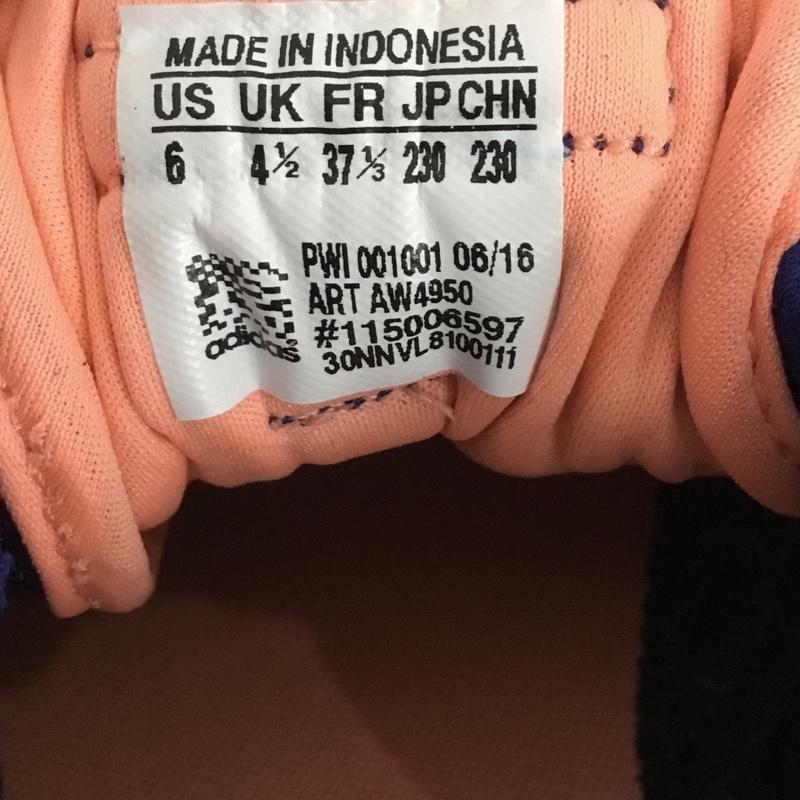 MADE IN INDONESIA
US UK FR JP CHN
6 4½ 37⅓ 230 230
PWI 001001 06/16
ART AW4950
#115006597
30NNVL8100111
adidas